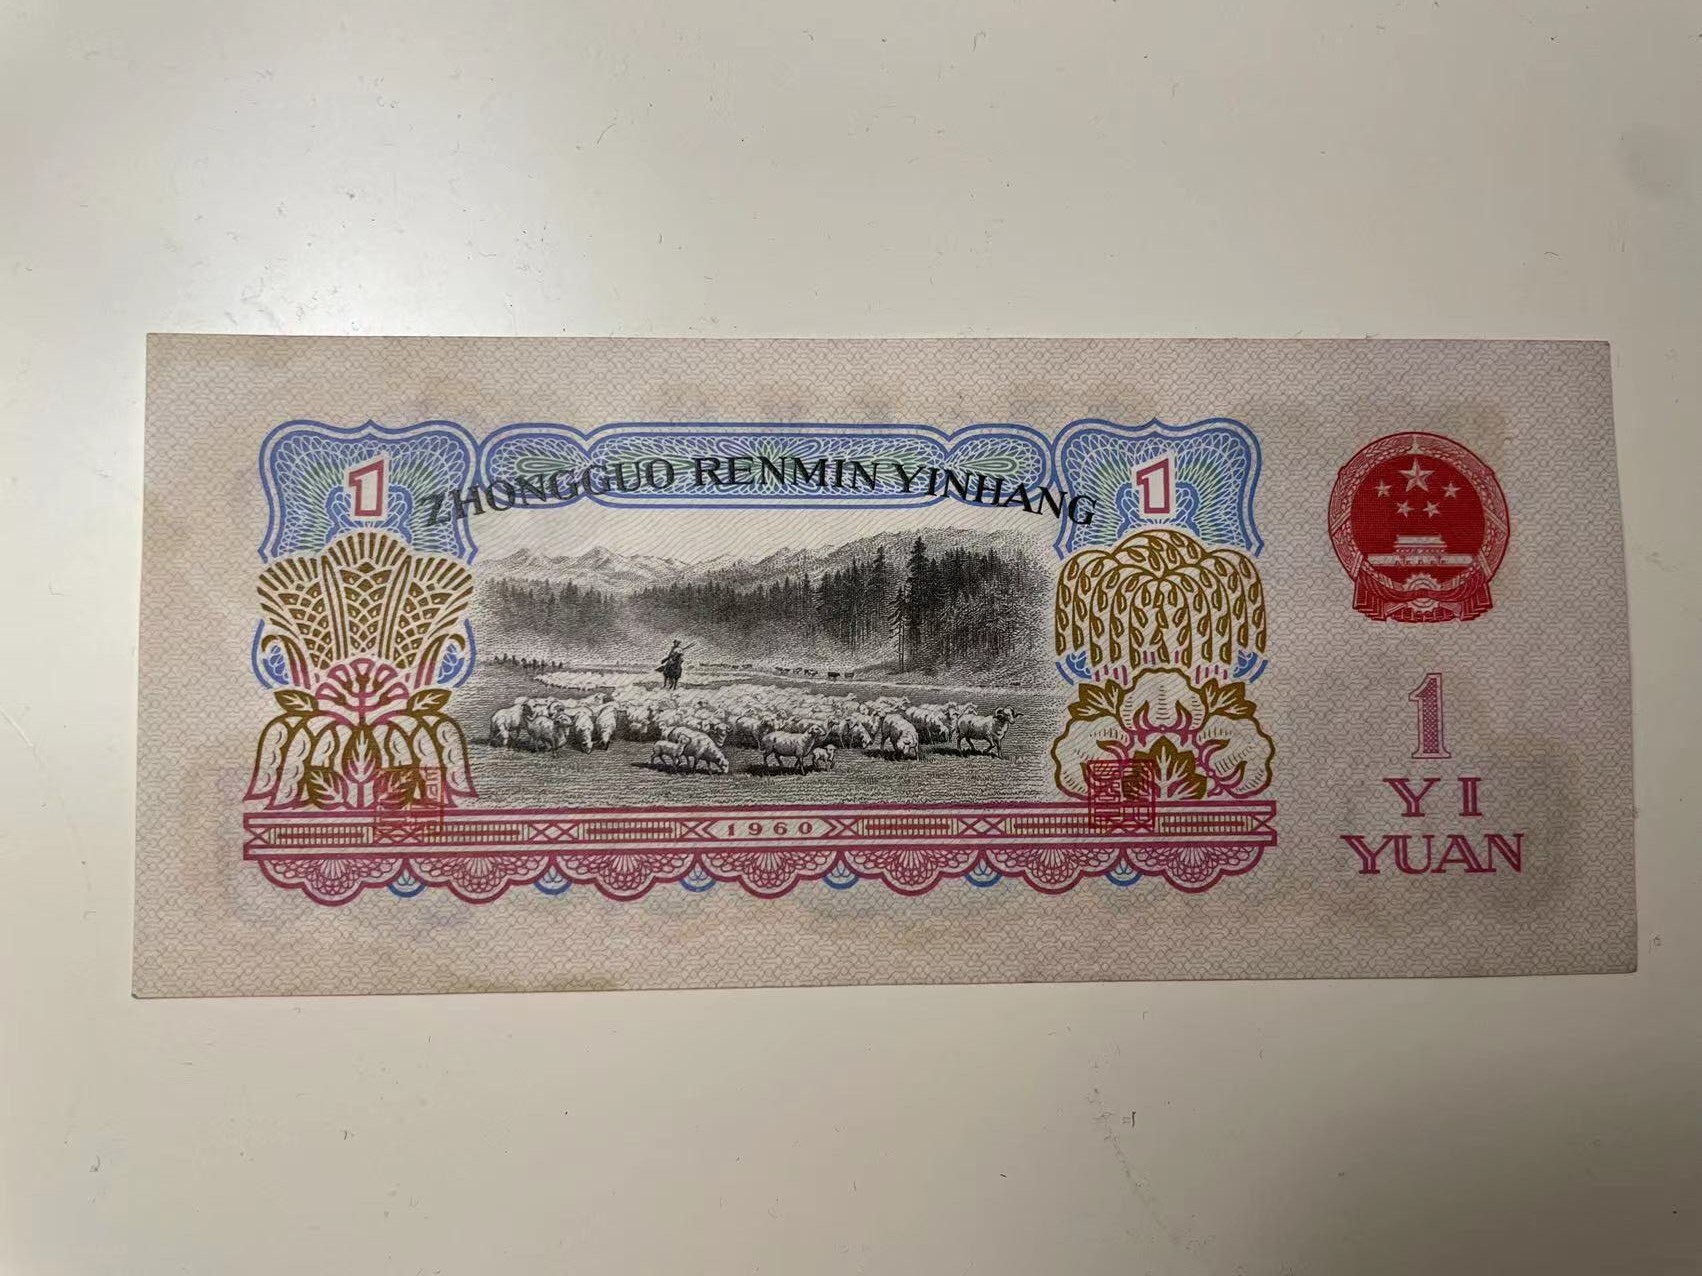 1 ZHONGGUO RENMIN YINHANG 1
1960
1
YI
YUAN